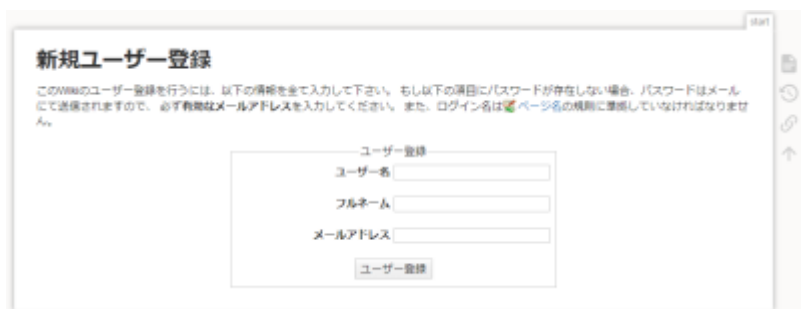 start
新規ユーザー登録
このWikiのユーザー登録を行うには、以下の情報を全て入力して下さい。 もし以下の項目にパスワードが存在しない場合、パスワードはメール
にて送信されますので、 必ず有効なメールアドレスを入力してください。 また、ログイン名はページ名の規則に準拠していなければなりませ
ん。
ユーザー登録
ユーザー名
フルネーム
メールアドレス
ユーザー登録